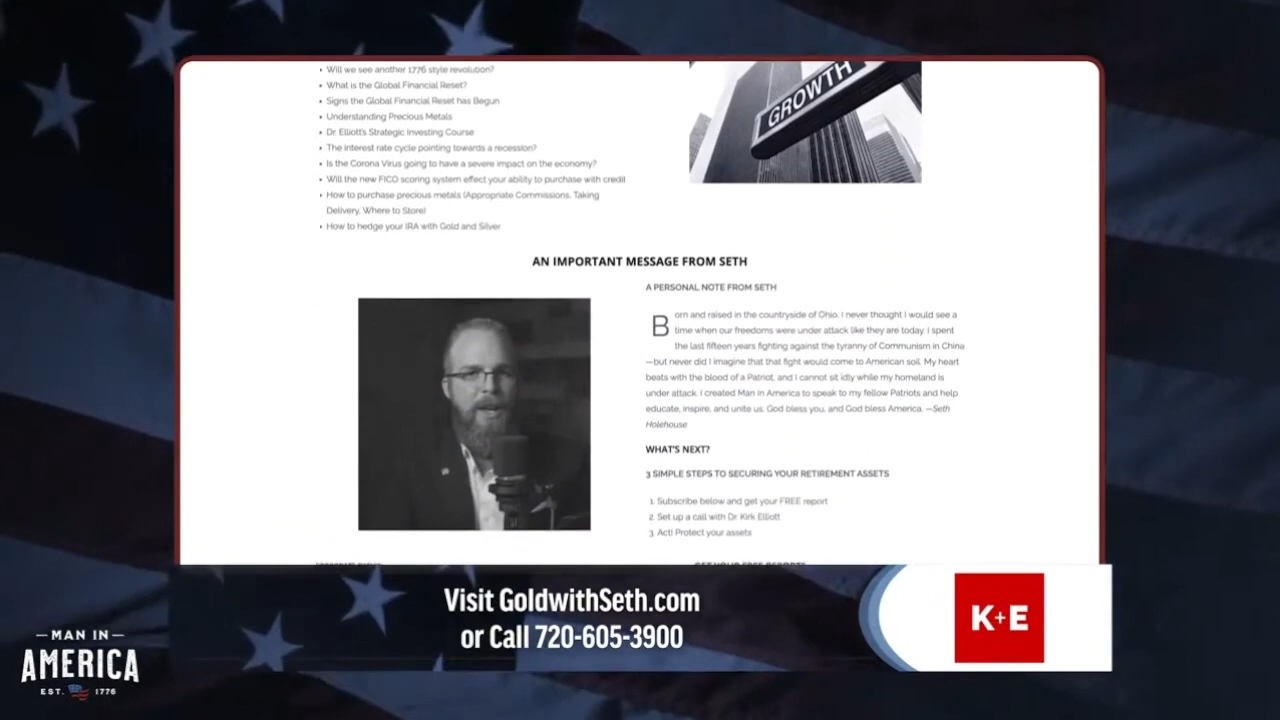 Will we see another 1776 style revolution?
What is the Global Financial Reset?
Signs the Global Financial Reset has Begun
Understanding Precious Metals
Dr. Elliott's Strategic Investing Course
The interest rate cycle pointing towards a recession?
Is the Corona Virus going to have a severe impact on the economy?
Will the new FICO scoring system effect your ability to purchase with credit
How to purchase precious metals (Appropriate Commissions, Taking
Delivery, Where to Store)
How to hedge your IRA with Gold and Silver
GROWTH
AN IMPORTANT MESSAGE FROM SETH
A PERSONAL NOTE FROM SETH
Born and raised in the countryside of Ohio, I never thought I would see a
time when our freedoms were under attack like they are today. I spent
the last fifteen years fighting against the tyranny of Communism in China
—but never did I imagine that that fight would come to American soil. My heart
beats with the blood of a Patriot, and I cannot sit idly while my homeland is
under attack. I created Man in America to speak to my fellow Patriots and help
educate, inspire, and unite us. God bless you, and God bless America. —Seth
Holehouse
WHAT'S NEXT?
3 SIMPLE STEPS TO SECURING YOUR RETIREMENT ASSETS
1. Subscribe below and get your FREE report
2. Set up a call with Dr. Kirk Elliott
3. Act! Protect your assets
Visit GoldwithSeth.com
or Call 720-605-3900
K+E
MAN IN
AMERICA
EST. 1776